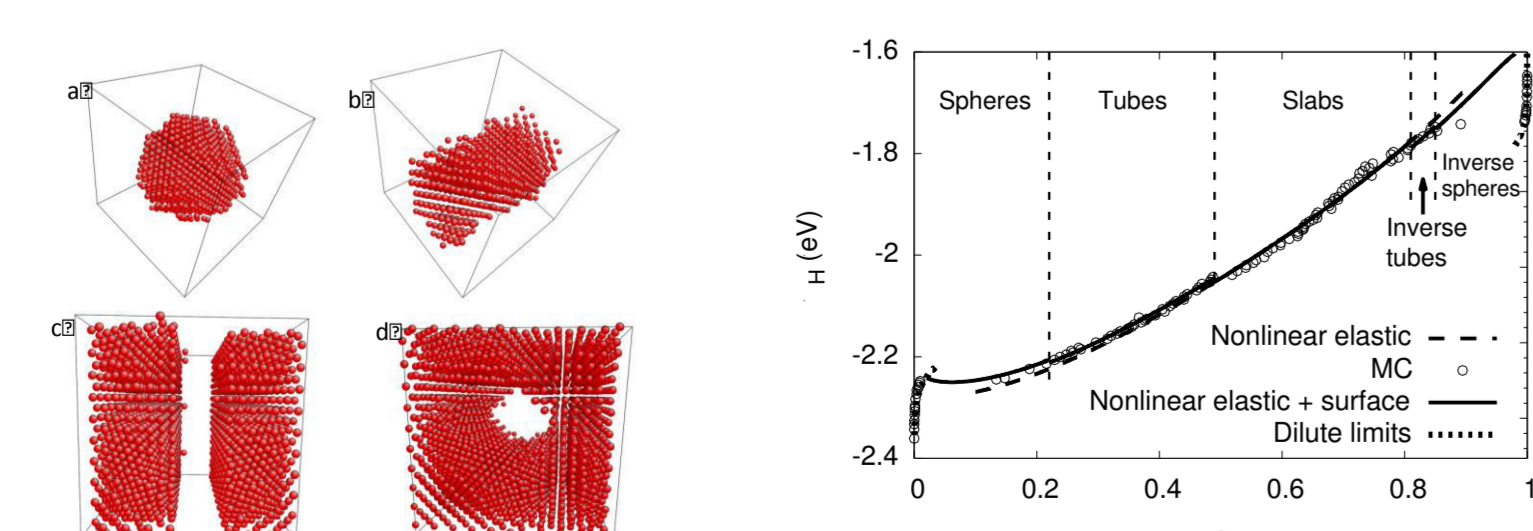 a
b
c
d
-1.6
-1.8
-2
-2.2
-2.4
H (eV)
Spheres
Tubes
Slabs
Inverse
spheres
Inverse
tubes
Nonlinear elastic
MC
Nonlinear elastic + surface
Dilute limits
0
0.2
0.4
0.6
0.8
1